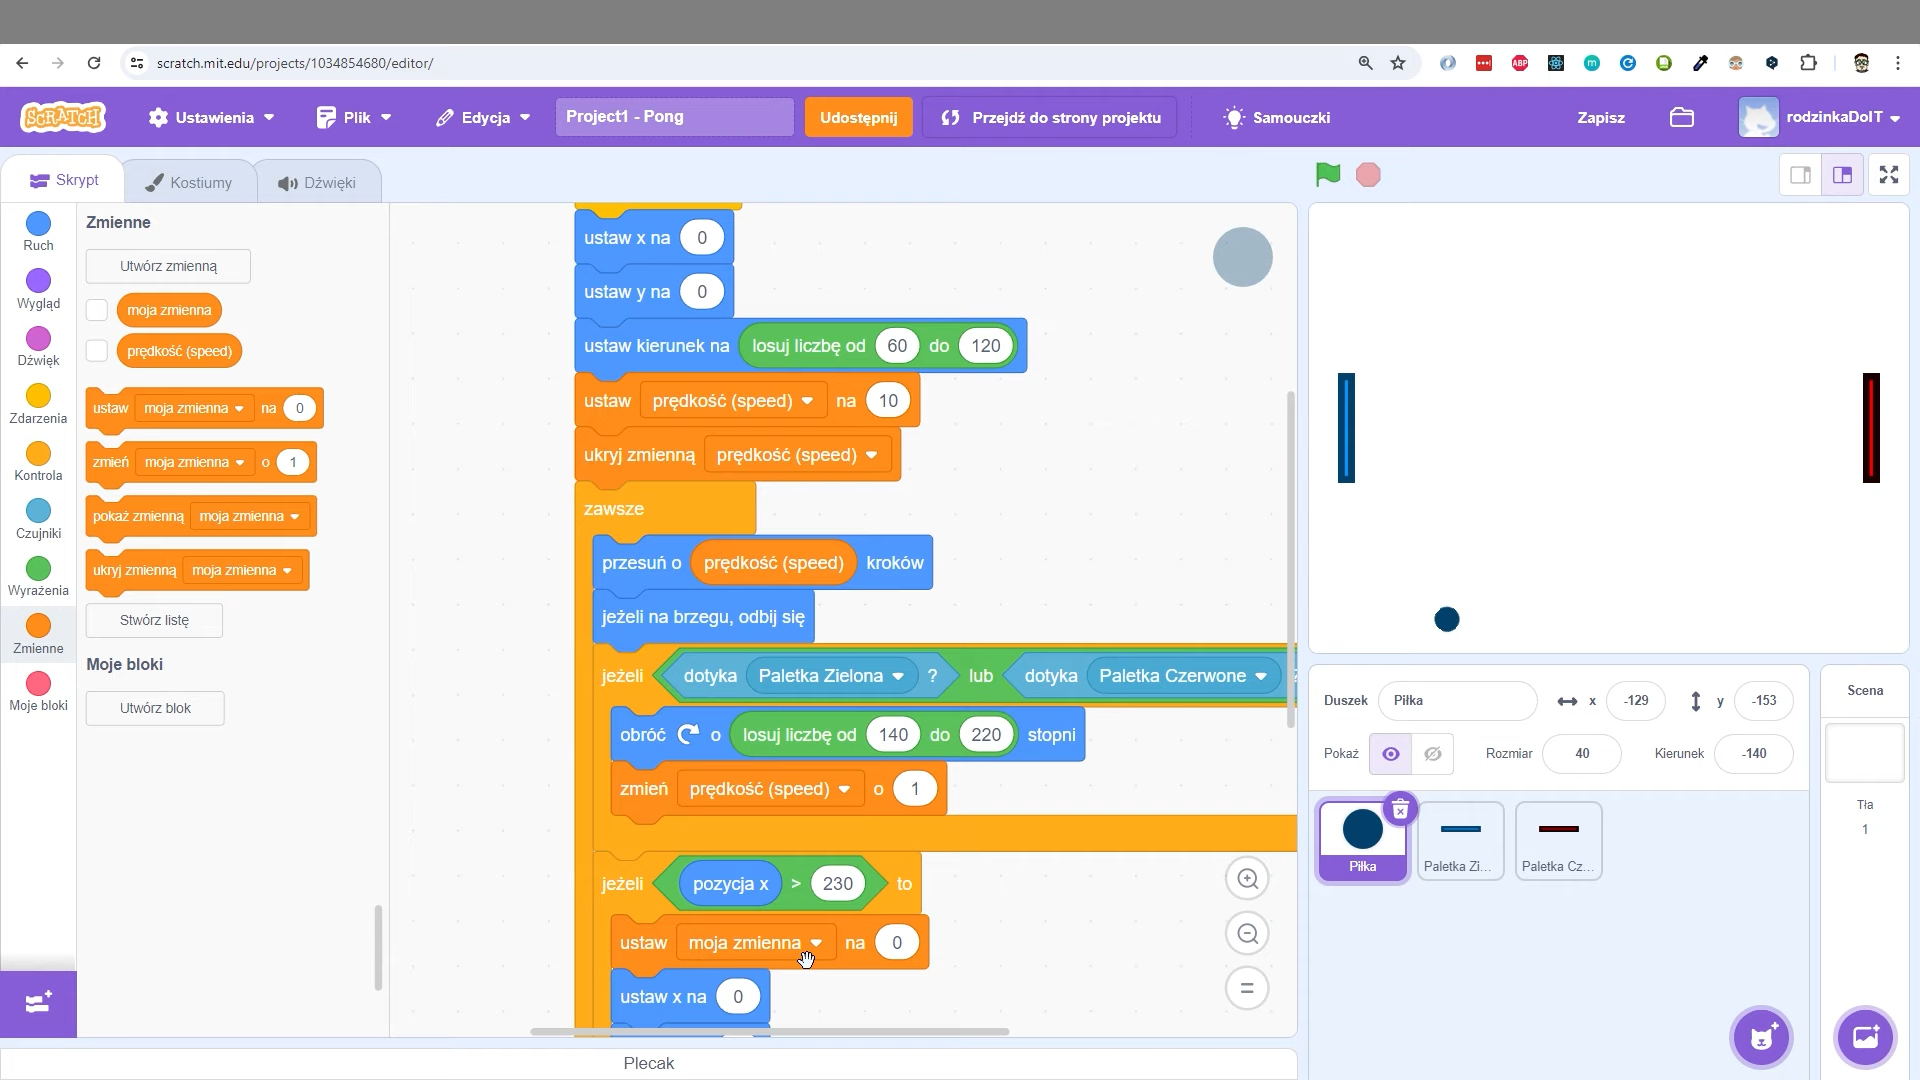 scratch.mit.edu/projects/1034854680/editor/
ABP
SCRATCH
Ustawienia
Plik
Edycja
Project1 - Pong
Udostępnij
Przejdź do strony projektu
Samouczki
Zapisz
rodzinkaDoIT
Skrypt
Kostiumy
Dźwięki
Ruch
Wygląd
Dźwięk
Zdarzenia
Kontrola
Czujniki
Wyrażenia
Zmienne
Moje bloki
Zmienne
Utwórz zmienną
moja zmienna
prędkość (speed)
ustaw moja zmienna na 0
zmień moja zmienna o 1
pokaż zmienną moja zmienna
ukryj zmienną moja zmienna
Stwórz listę
Moje bloki
Utwórz blok
ustaw x na 0
ustaw y na 0
ustaw kierunek na losuj liczbę od 60 do 120
ustaw prędkość (speed) na 10
ukryj zmienną prędkość (speed)
zawsze
przesuń o prędkość (speed) kroków
jeżeli na brzegu, odbij się
jeżeli dotyka Paletka Zielona ? lub dotyka Paletka Czerwone
obróć o losuj liczbę od 140 do 220 stopni
zmień prędkość (speed) o 1
jeżeli pozycja x > 230 to
ustaw moja zmienna na 0
ustaw x na 0
Plecak
Duszek Piłka x -129 y -153
Pokaż Rozmiar 40 Kierunek -140
Piłka
Paletka Zi...
Paletka Cz...
Scena
Tła
1